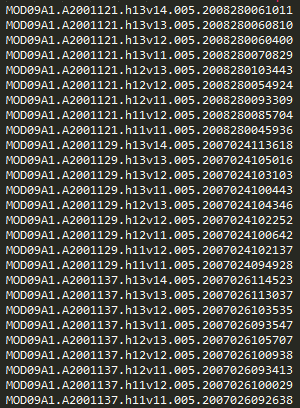 MOD09A1.A2001121.h13v14.005.2008280061011
MOD09A1.A2001121.h13v13.005.2008280060810
MOD09A1.A2001121.h13v12.005.2008280060400
MOD09A1.A2001121.h13v11.005.2008280070829
MOD09A1.A2001121.h12v13.005.2008280103443
MOD09A1.A2001121.h12v12.005.2008280054924
MOD09A1.A2001121.h12v11.005.2008280093309
MOD09A1.A2001121.h11v12.005.2008280085704
MOD09A1.A2001121.h11v11.005.2008280045936
MOD09A1.A2001129.h13v14.005.2007024113618
MOD09A1.A2001129.h13v13.005.2007024105016
MOD09A1.A2001129.h13v12.005.2007024103103
MOD09A1.A2001129.h13v11.005.2007024100443
MOD09A1.A2001129.h12v13.005.2007024104346
MOD09A1.A2001129.h12v12.005.2007024102252
MOD09A1.A2001129.h12v11.005.2007024100642
MOD09A1.A2001129.h11v12.005.2007024102137
MOD09A1.A2001129.h11v11.005.2007024094928
MOD09A1.A2001137.h13v14.005.2007026114523
MOD09A1.A2001137.h13v13.005.2007026113037
MOD09A1.A2001137.h13v12.005.2007026103535
MOD09A1.A2001137.h13v11.005.2007026093547
MOD09A1.A2001137.h12v13.005.2007026105707
MOD09A1.A2001137.h12v12.005.2007026100938
MOD09A1.A2001137.h12v11.005.2007026093413
MOD09A1.A2001137.h11v12.005.2007026100029
MOD09A1.A2001137.h11v11.005.2007026092638